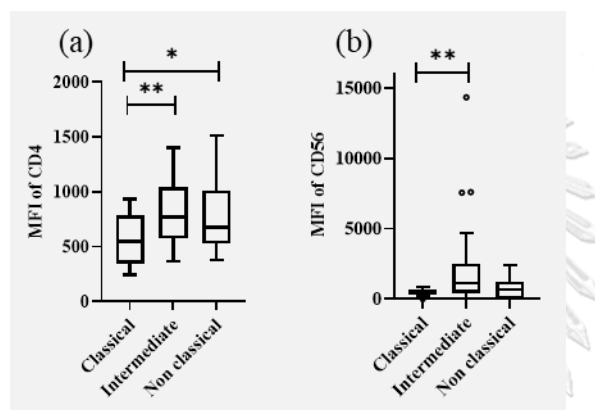 (a)
*
**
2000
1500
1000
500
0
MFI of CD4
Classical
Intermediate
Non classical
(b)
**
15000
10000
5000
0
MFI of CD56
Classical
Intermediate
Non classical